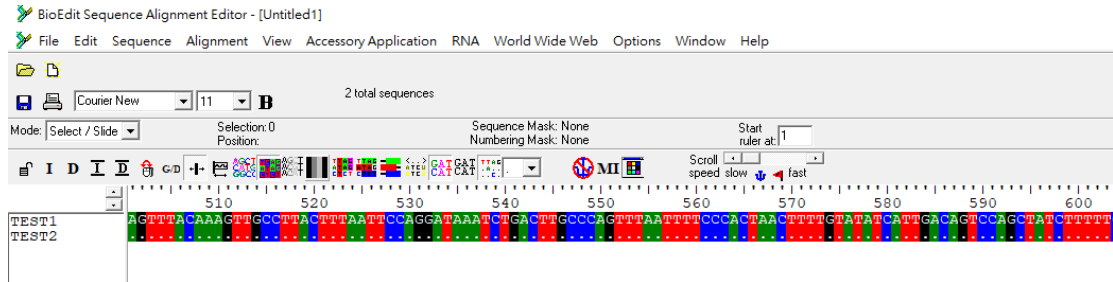 BioEdit Sequence Alignment Editor - [Untitled1]
File Edit Sequence Alignment View Accessory Application RNA World Wide Web Options Window Help
Courier New 11 B 2 total sequences
Mode: Select / Slide Selection: 0 Sequence Mask: None Start
Position: Numbering Mask: None ruler at: 1
I D I D G/D MI Scroll
speed slow fast
510 520 530 540 550 560 570 580 590 600
TEST1 AGTTTACAAAGTTGCCTTACTTTAATTCCAGGATAAATCTGACTTGCCCAGTTTAATTTTCCCACTAACTTTTGTATATCATTGACAGTCCAGCTATCTTTTT
TEST2